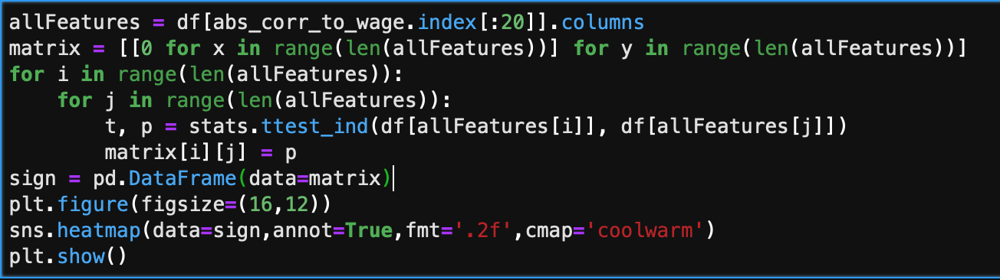 allFeatures = df[abs_corr_to_wage.index[:20]].columns
matrix = [[0 for x in range(len(allFeatures))] for y in range(len(allFeatures))]
for i in range(len(allFeatures)):
    for j in range(len(allFeatures)):
        t, p = stats.ttest_ind(df[allFeatures[i]], df[allFeatures[j]])
        matrix[i][j] = p
sign = pd.DataFrame(data=matrix)
plt.figure(figsize=(16,12))
sns.heatmap(data=sign,annot=True,fmt='.2f',cmap='coolwarm')
plt.show()